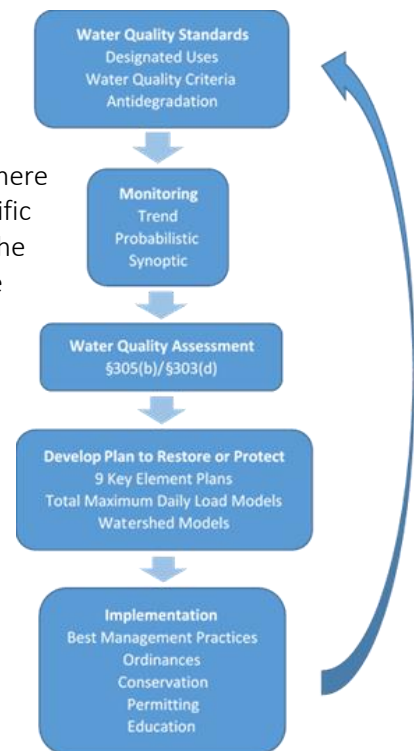 Water Quality Standards
Designated Uses
Water Quality Criteria
Antidegradation
Monitoring
Trend
Probabilistic
Synoptic
Water Quality Assessment
§305(b)/§303(d)
Develop Plan to Restore or Protect
9 Key Element Plans
Total Maximum Daily Load Models
Watershed Models
Implementation
Best Management Practices
Ordinances
Conservation
Permitting
Education